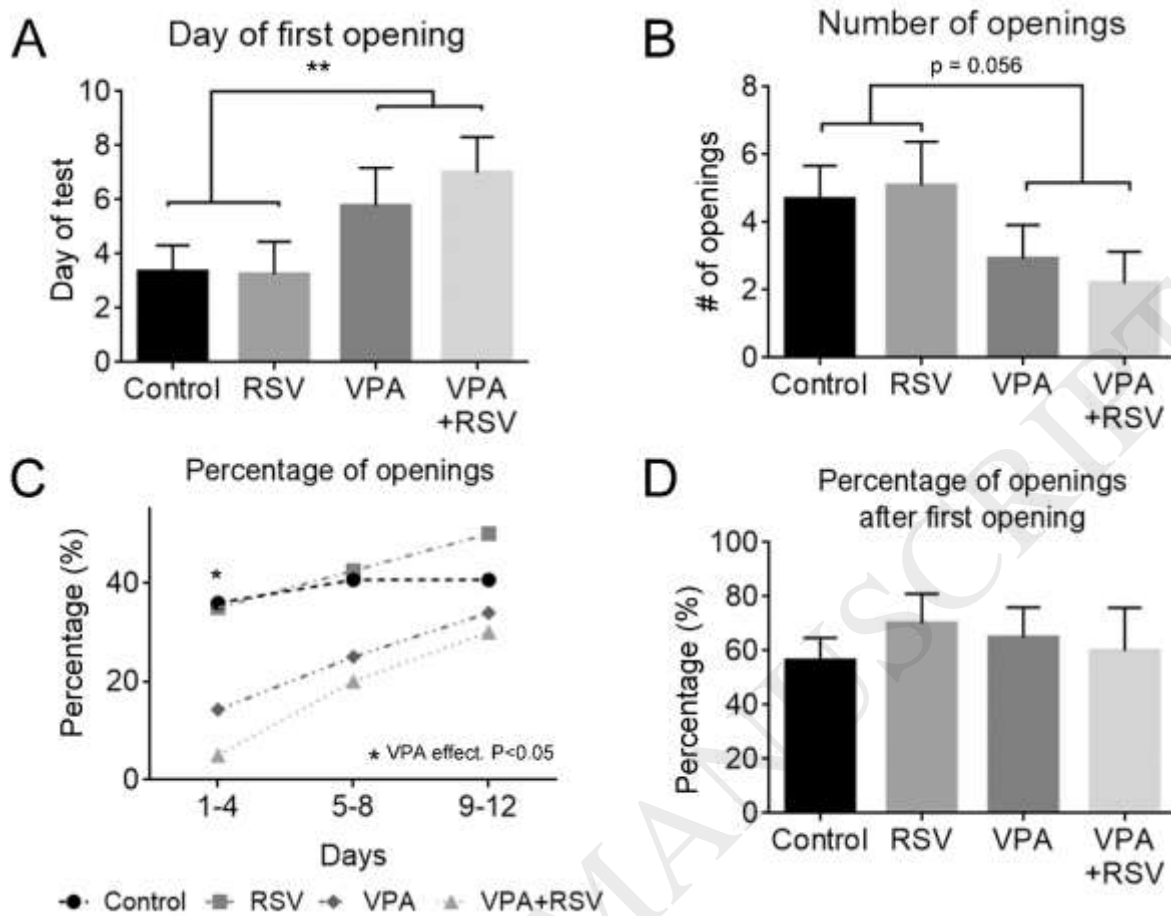 A
Day of first opening
**
Day of test
10
8
6
4
2
0
Control
RSV
VPA
VPA
+RSV
B
Number of openings
p = 0.056
# of openings
8
6
4
2
0
Control
RSV
VPA
VPA
+RSV
C
Percentage of openings
Percentage (%)
40
20
0
*
* VPA effect. P<0.05
1-4
5-8
9-12
Days
Control RSV VPA VPA+RSV
D
Percentage of openings
after first opening
Percentage (%)
100
80
60
40
20
0
Control
RSV
VPA
VPA
+RSV
MANUSCRIPT